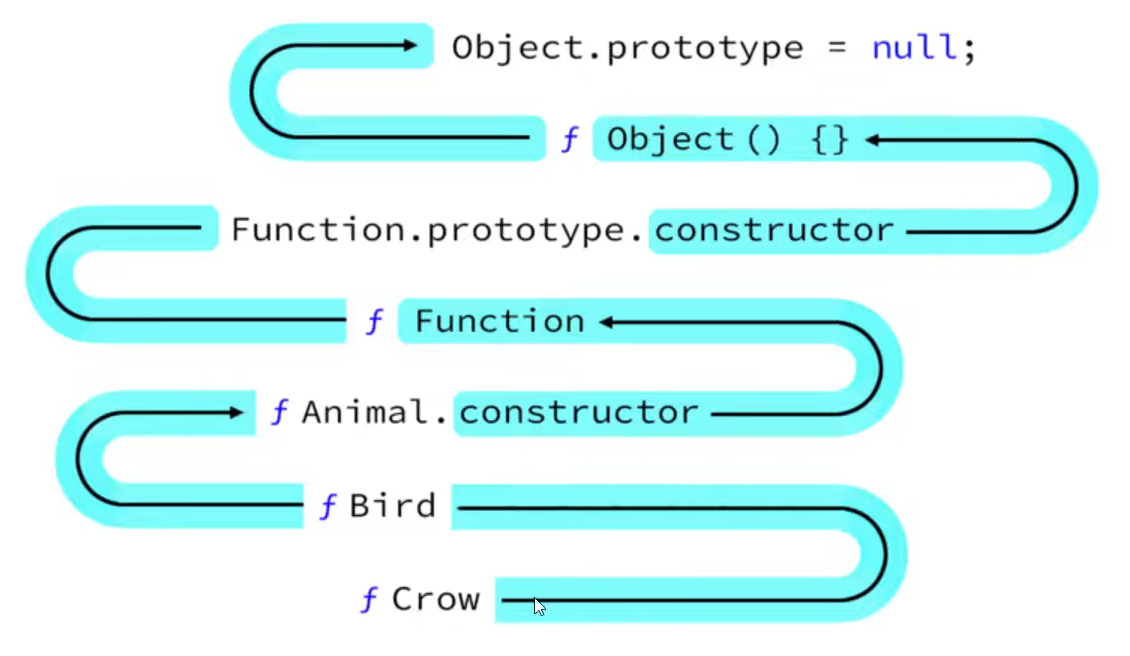 Object.prototype = null;
f Object() {}
Function.prototype.constructor
f Function
f Animal.constructor
f Bird
f Crow